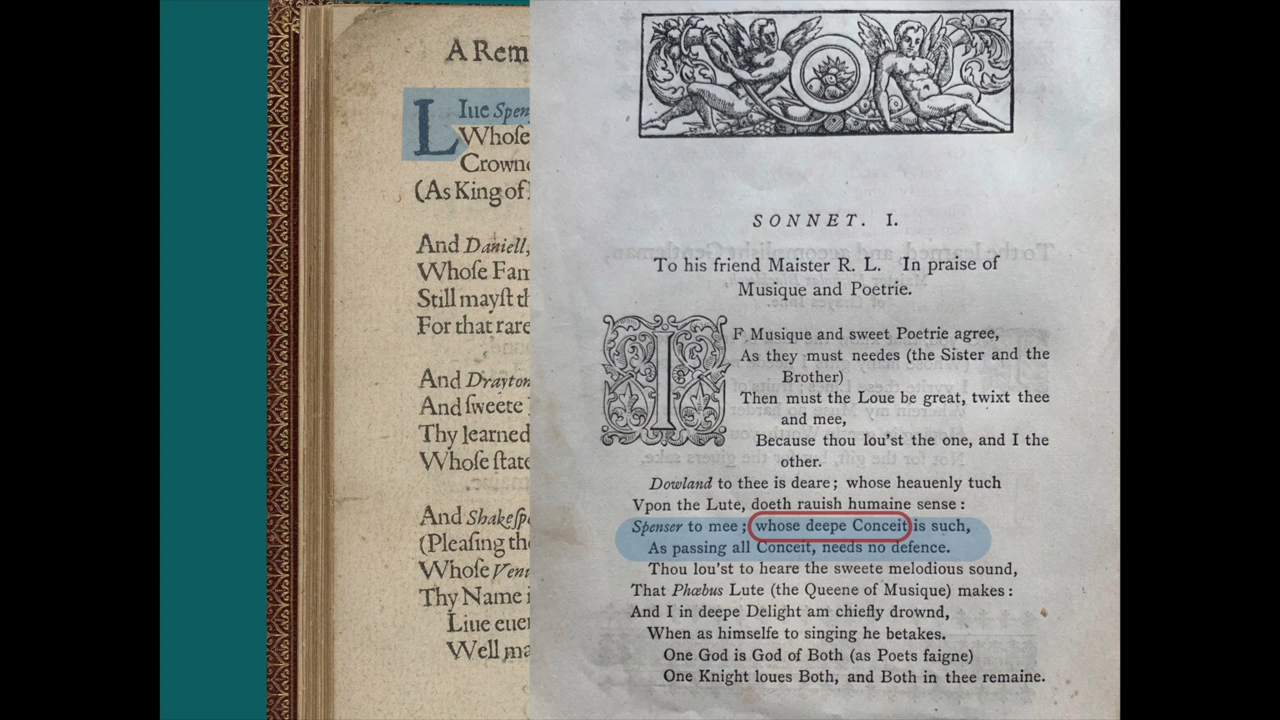 A Rem
LIue Spen
Whoſe
Crowne
(As King of
And Daniell,
Whoſe Fam
Still mayſt th
For that rare
And Drayton
And ſweete
Thy learned
Whoſe ſtate
And Shakeſp
(Pleaſing the
Whoſe Ven
Thy Name i
Liue euer
Well ma
SONNET. I.
To his friend Maister R. L. In praise of
Musique and Poetrie.
IF Musique and sweet Poetrie agree,
As they must needes (the Sister and the
Brother)
Then must the Loue be great, twixt thee
and mee,
Because thou lou'st the one, and I the
other.
Dowland to thee is deare; whose heauenly tuch
Vpon the Lute, doeth rauish humaine sense:
Spenser to mee; whose deepe Conceit is such,
As passing all Conceit, needs no defence.
Thou lou'st to heare the sweete melodious sound,
That Phœbus Lute (the Queene of Musique) makes:
And I in deepe Delight am chiefly drownd,
When as himselfe to singing he betakes.
One God is God of Both (as Poets faigne)
One Knight loues Both, and Both in thee remaine.